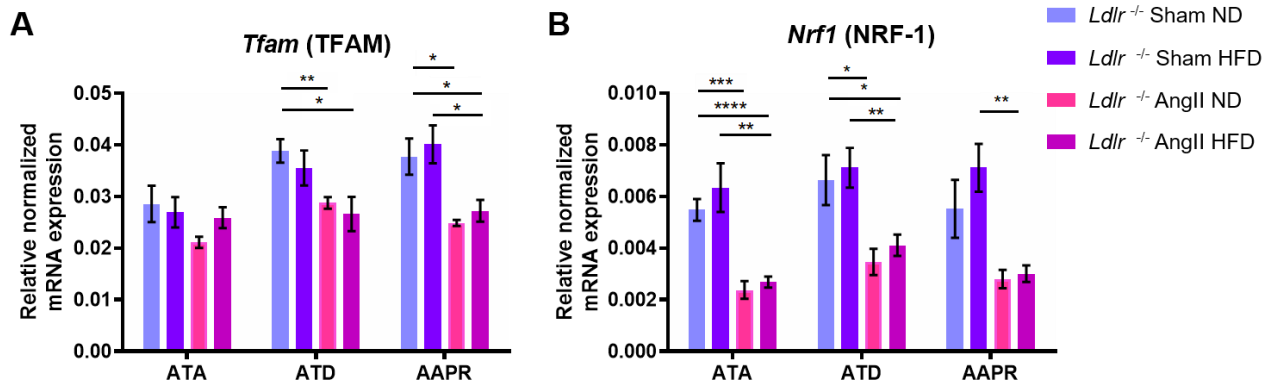 A
Tfam (TFAM)
Relative normalized
mRNA expression
0.05
0.04
0.03
0.02
0.01
0.00
**
*
*
*
*
ATA
ATD
AAPR
B
Nrf1 (NRF-1)
Relative normalized
mRNA expression
0.010
0.008
0.006
0.004
0.002
0.000
***
****
**
*
*
**
**
ATA
ATD
AAPR
Ldlr -/- Sham ND
Ldlr -/- Sham HFD
Ldlr -/- AngII ND
Ldlr -/- AngII HFD